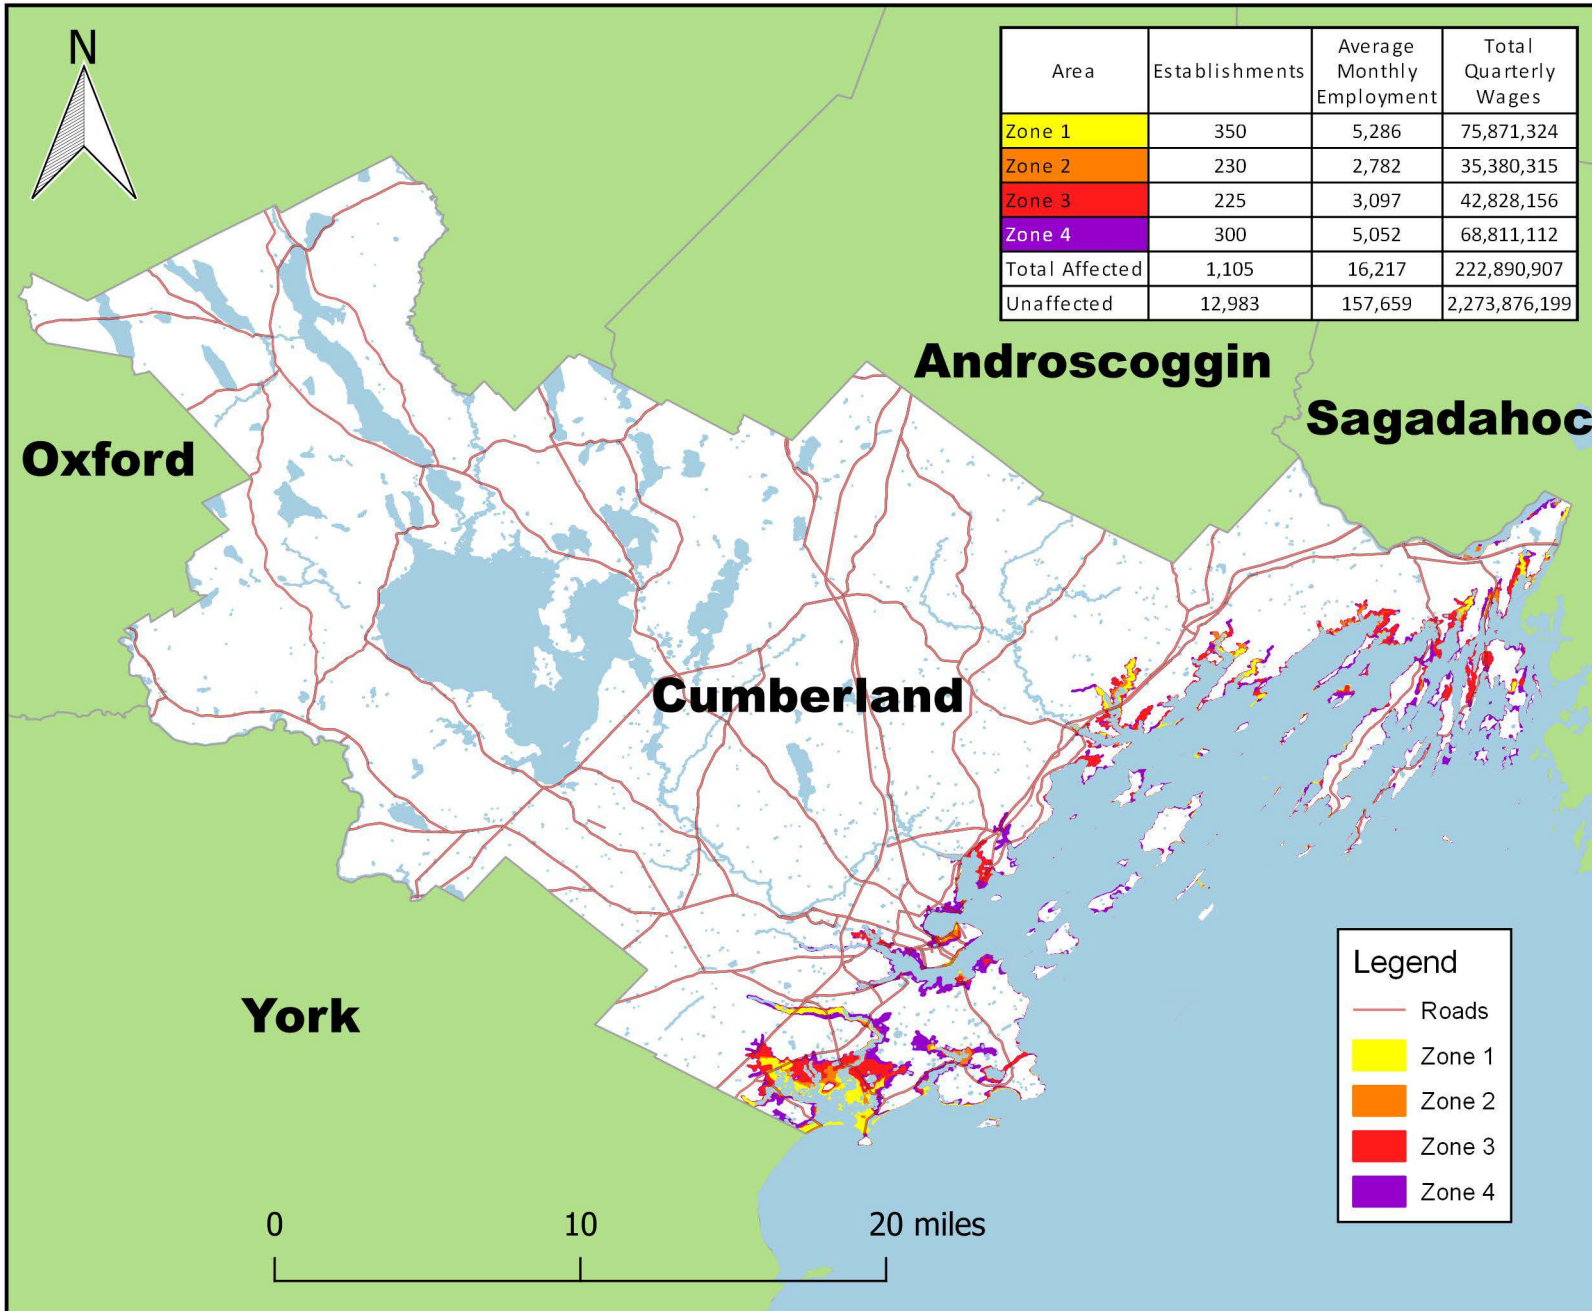 N
Area Establishments Average Monthly Employment Total Quarterly Wages
Zone 1 350 5,286 75,871,324
Zone 2 230 2,782 35,380,315
Zone 3 225 3,097 42,828,156
Zone 4 300 5,052 68,811,112
Total Affected 1,105 16,217 222,890,907
Unaffected 12,983 157,659 2,273,876,199
Androscoggin
Sagadahoc
Oxford
Cumberland
York
Legend
Roads
Zone 1
Zone 2
Zone 3
Zone 4
0 10 20 miles